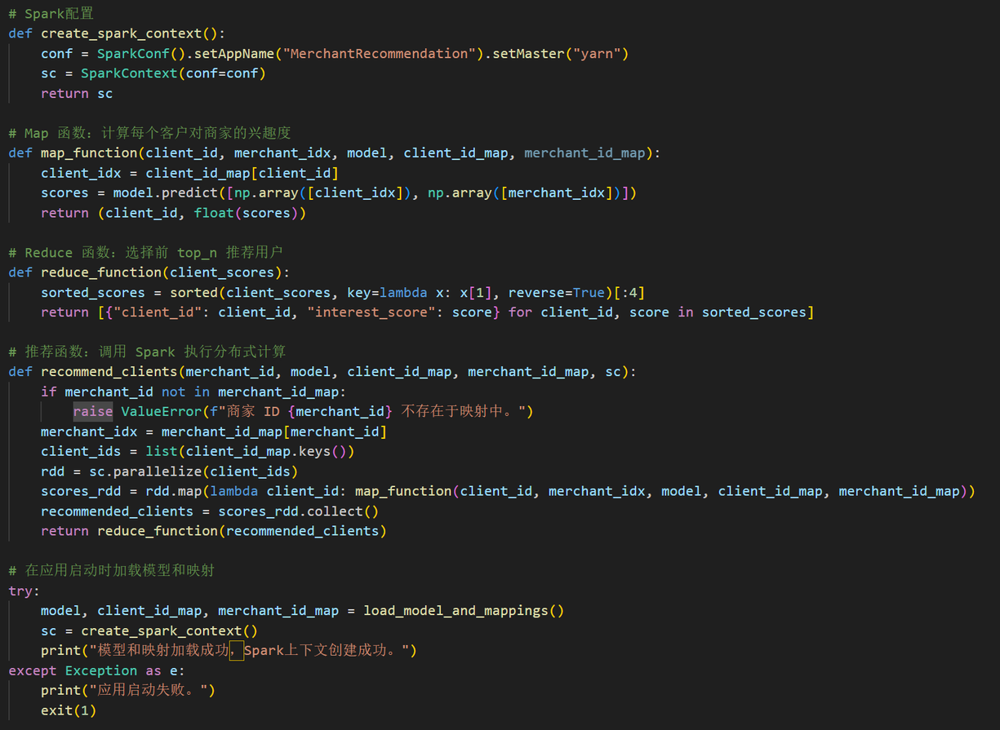 # Spark配置
def create_spark_context():
    conf = SparkConf().setAppName("MerchantRecommendation").setMaster("yarn")
    sc = SparkContext(conf=conf)
    return sc

# Map 函数：计算每个客户对商家的兴趣度
def map_function(client_id, merchant_idx, model, client_id_map, merchant_id_map):
    client_idx = client_id_map[client_id]
    scores = model.predict([np.array([client_idx]), np.array([merchant_idx])])
    return (client_id, float(scores))

# Reduce 函数：选择前 top_n 推荐用户
def reduce_function(client_scores):
    sorted_scores = sorted(client_scores, key=lambda x: x[1], reverse=True)[:4]
    return [{"client_id": client_id, "interest_score": score} for client_id, score in sorted_scores]

# 推荐函数：调用 Spark 执行分布式计算
def recommend_clients(merchant_id, model, client_id_map, merchant_id_map, sc):
    if merchant_id not in merchant_id_map:
        raise ValueError(f"商家 ID {merchant_id} 不存在于映射中。")
    merchant_idx = merchant_id_map[merchant_id]
    client_ids = list(client_id_map.keys())
    rdd = sc.parallelize(client_ids)
    scores_rdd = rdd.map(lambda client_id: map_function(client_id, merchant_idx, model, client_id_map, merchant_id_map))
    recommended_clients = scores_rdd.collect()
    return reduce_function(recommended_clients)

# 在应用启动时加载模型和映射
try:
    model, client_id_map, merchant_id_map = load_model_and_mappings()
    sc = create_spark_context()
    print("模型和映射加载成功，Spark上下文创建成功。")
except Exception as e:
    print("应用启动失败。")
    exit(1)